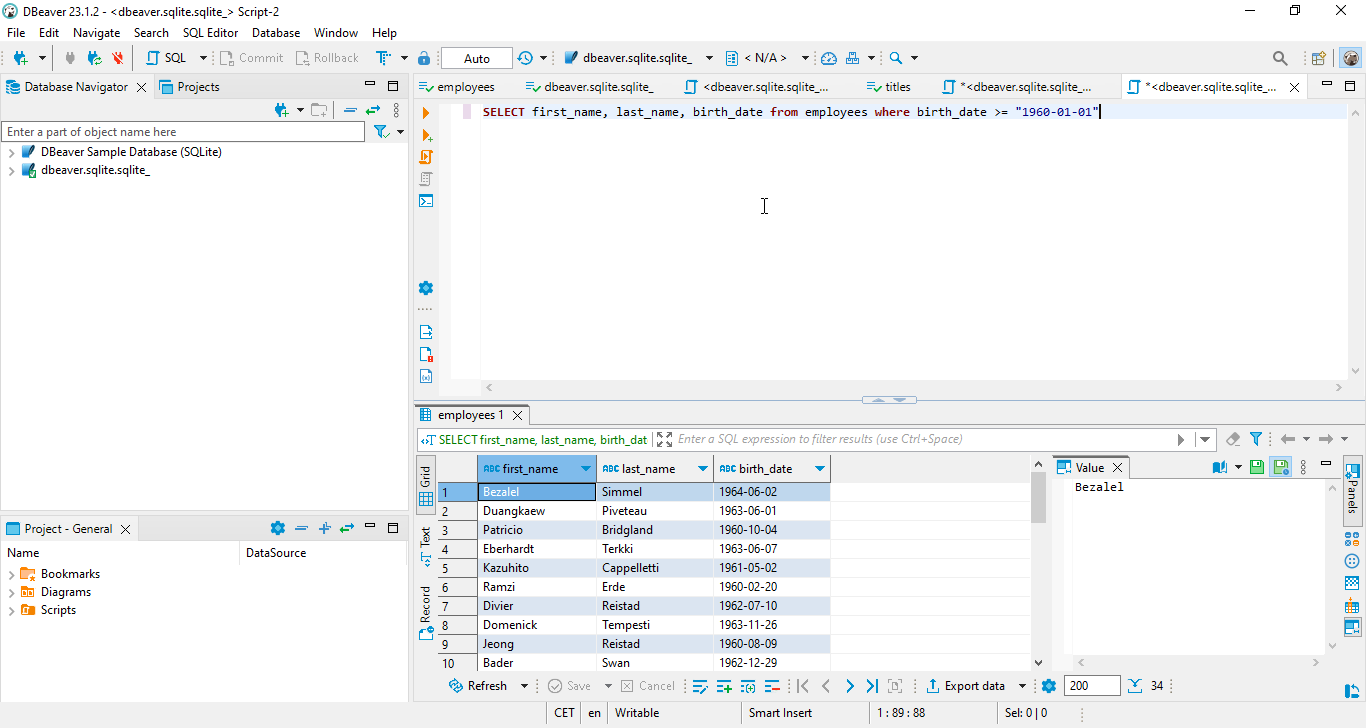 DBeaver 23.1.2 - <dbeaver.sqlite.sqlite_> Script-2
File Edit Navigate Search SQL Editor Database Window Help
SQL Commit Rollback Auto dbeaver.sqlite.sqlite_ < N/A >
Database Navigator Projects
employees dbeaver.sqlite.sqlite_ <dbeaver.sqlite.sqlite_... titles *<dbeaver.sqlite.sqlite_... *<dbeaver.sqlite.sqlite_...
Enter a part of object name here
DBeaver Sample Database (SQLite)
dbeaver.sqlite.sqlite_
SELECT first_name, last_name, birth_date from employees where birth_date >= "1960-01-01"
employees 1
SELECT first_name, last_name, birth_dat Enter a SQL expression to filter results (use Ctrl+Space)
Grid
Text
Record
ABC first_name ABC last_name ABC birth_date
1 Bezalel Simmel 1964-06-02
2 Duangkaew Piveteau 1963-06-01
3 Patricio Bridgland 1960-10-04
4 Eberhardt Terkki 1963-06-07
5 Kazuhito Cappelletti 1961-05-02
6 Ramzi Erde 1960-02-20
7 Divier Reistad 1962-07-10
8 Domenick Tempesti 1963-11-26
9 Jeong Reistad 1960-08-09
10 Bader Swan 1962-12-29
Value
Bezalel
Panels
Refresh Save Cancel Export data 200 34
Project - General
Name DataSource
Bookmarks
Diagrams
Scripts
CET en Writable Smart Insert 1 : 89 : 88 Sel: 0 | 0